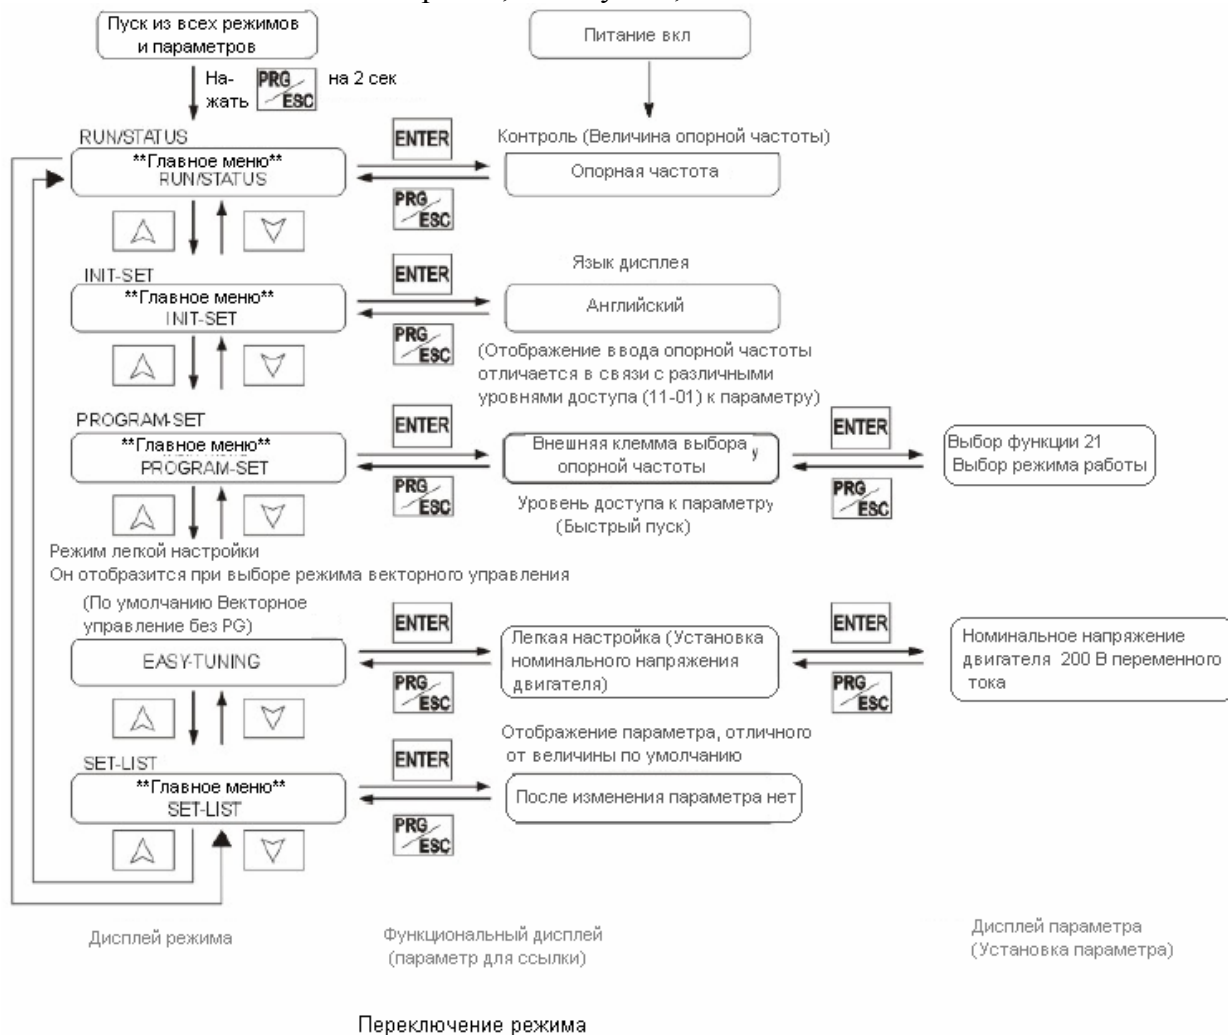 Пуск из всех режимов
и параметров
Питание вкл
На-
жать
PRG
ESC
на 2 сек
RUN/STATUS
ENTER
Контроль (Величина опорной частоты)
**Главное меню**
RUN/STATUS
Опорная частота
PRG
ESC
INIT-SET
ENTER
Язык дисплея
**Главное меню**
INIT-SET
Английский
PRG
ESC
(Отображение ввода опорной частоты
отличается в связи с различными
уровнями доступа (11-01) к параметру)
PROGRAM-SET
ENTER
ENTER
**Главное меню**
PROGRAM-SET
Внешняя клемма выбора у
опорной частоты
Выбор функции 21
Выбор режима работы
PRG
ESC
PRG
ESC
Уровень доступа к параметру
(Быстрый пуск)
Режим легкой настройки
Он отобразится при выборе режима векторного управления
(По умолчанию Векторное
управление без PG)
ENTER
ENTER
EASY-TUNING
Легкая настройка (Установка
номинального напряжения
двигателя)
Номинальное напряжение
двигателя 200 В переменного
тока
PRG
ESC
PRG
ESC
SET-LIST
ENTER
Отображение параметра, отличного
от величины по умолчанию
**Главное меню**
SET-LIST
После изменения параметра нет
PRG
ESC
Дисплей режима
Функциональный дисплей
(параметр для ссылки)
Дисплей параметра
(Установка параметра)
Переключение режима